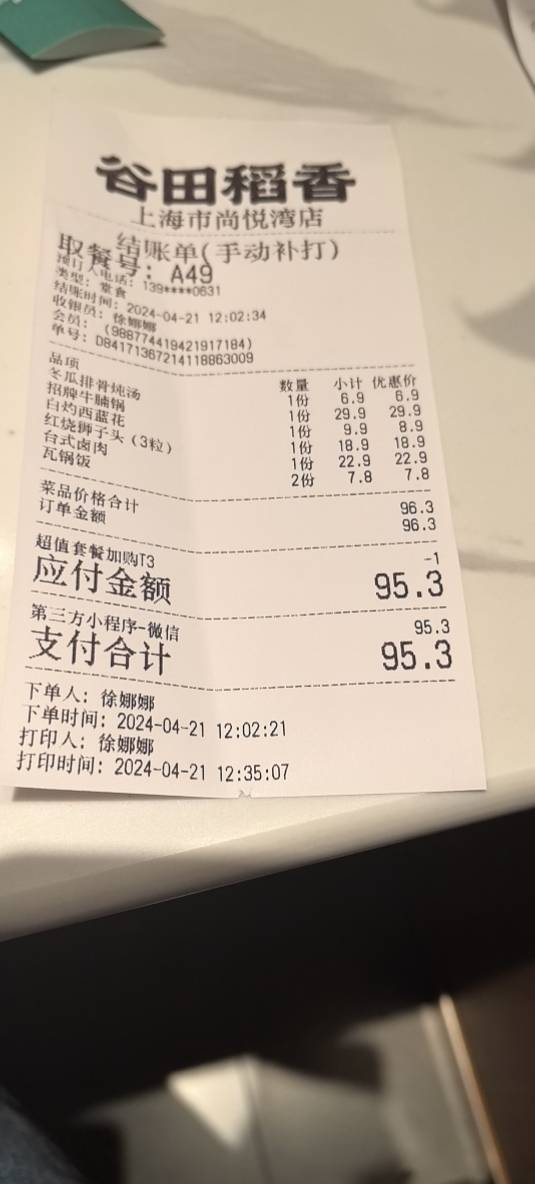 谷田稻香
上海市尚悦湾店
结账单(手动补打)
取餐号: A49
预订人电话: 139****0631
类型: 堂食
结账时间: 2024-04-21 12:02:34
收银员: 徐娜娜
会员: (988774419421917184)
单号: D84171367214118863009
品项 数量 小计 优惠价
冬瓜排骨炖汤 1份 6.9 6.9
招牌牛腩锅 1份 29.9 29.9
白灼西蓝花 1份 9.9 8.9
红烧狮子头(3粒) 1份 18.9 18.9
台式卤肉 1份 22.9 22.9
瓦锅饭 2份 7.8 7.8
菜品价格合计 96.3
订单金额 96.3
超值套餐加购T3 -1
应付金额 95.3
第三方小程序-微信 95.3
支付合计 95.3
下单人: 徐娜娜
下单时间: 2024-04-21 12:02:21
打印人: 徐娜娜
打印时间: 2024-04-21 12:35:07